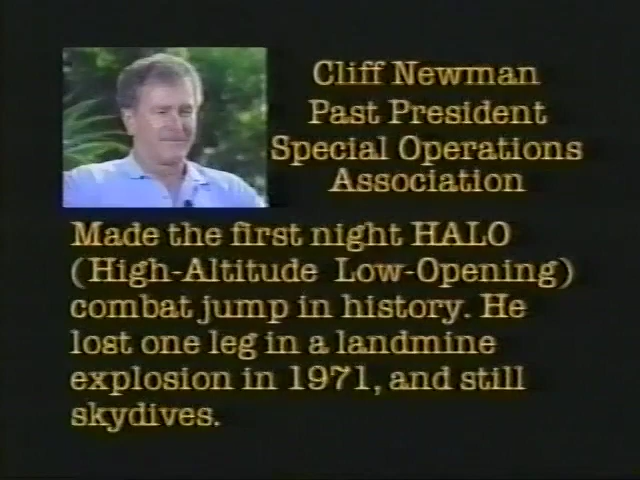 Cliff Newman
Past President
Special Operations
Association
Made the first night HALO
(High-Altitude Low-Opening)
combat jump in history. He
lost one leg in a landmine
explosion in 1971, and still
skydives.